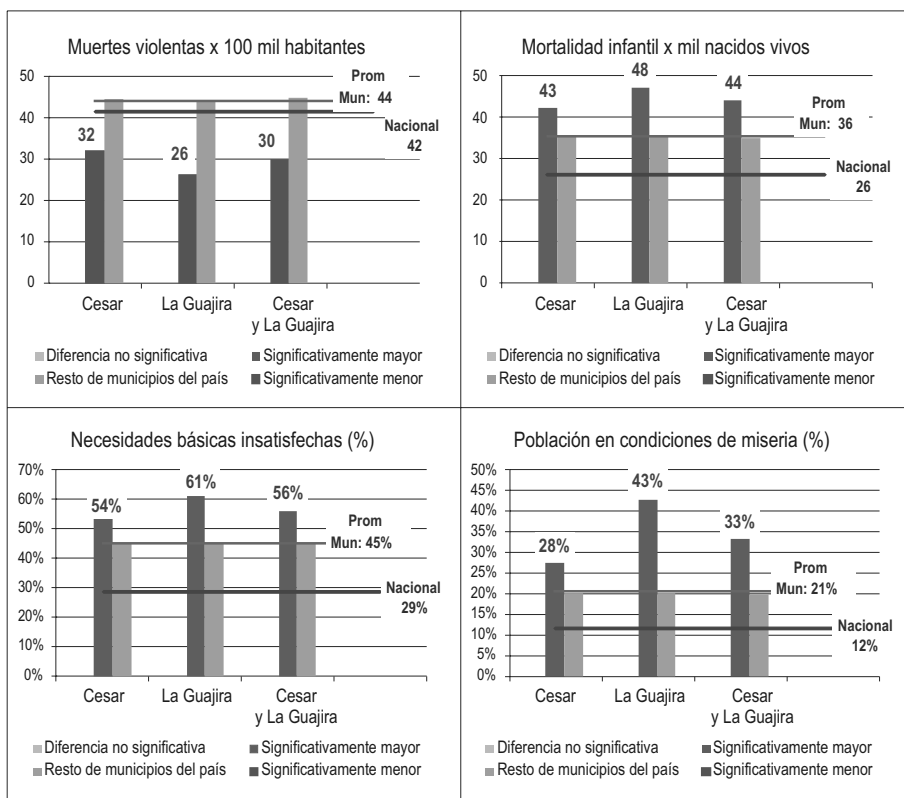 Muertes violentas x 100 mil habitantes
50
40
30
20
10
0
32
26
30
Prom
Mun: 44
Nacional
42
Cesar
La Guajira
Cesar
y La Guajira
Diferencia no significativa
Significativamente mayor
Resto de municipios del país
Significativamente menor
Mortalidad infantil x mil nacidos vivos
50
40
30
20
10
0
43
48
44
Prom
Mun: 36
Nacional
26
Cesar
La Guajira
Cesar
y La Guajira
Diferencia no significativa
Significativamente mayor
Resto de municipios del país
Significativamente menor
Necesidades básicas insatisfechas (%)
70%
60%
50%
40%
30%
20%
10%
0%
54%
61%
56%
Prom
Mun: 45%
Nacional
29%
Cesar
La Guajira
Cesar
y La Guajira
Diferencia no significativa
Significativamente mayor
Resto de municipios del país
Significativamente menor
Población en condiciones de miseria (%)
50%
45%
40%
35%
30%
25%
20%
15%
10%
5%
0%
28%
43%
33%
Prom
Mun: 21%
Nacional
12%
Cesar
La Guajira
Cesar
y La Guajira
Diferencia no significativa
Significativamente mayor
Resto de municipios del país
Significativamente menor